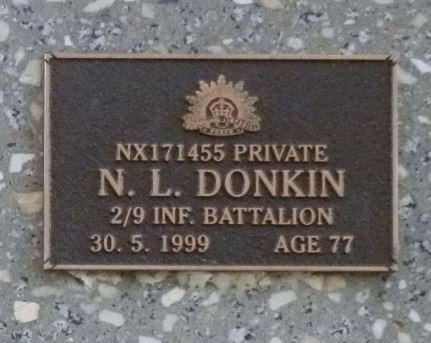 NX171455 PRIVATE
N. L. DONKIN
2/9 INF. BATTALION
30. 5. 1999 AGE 77